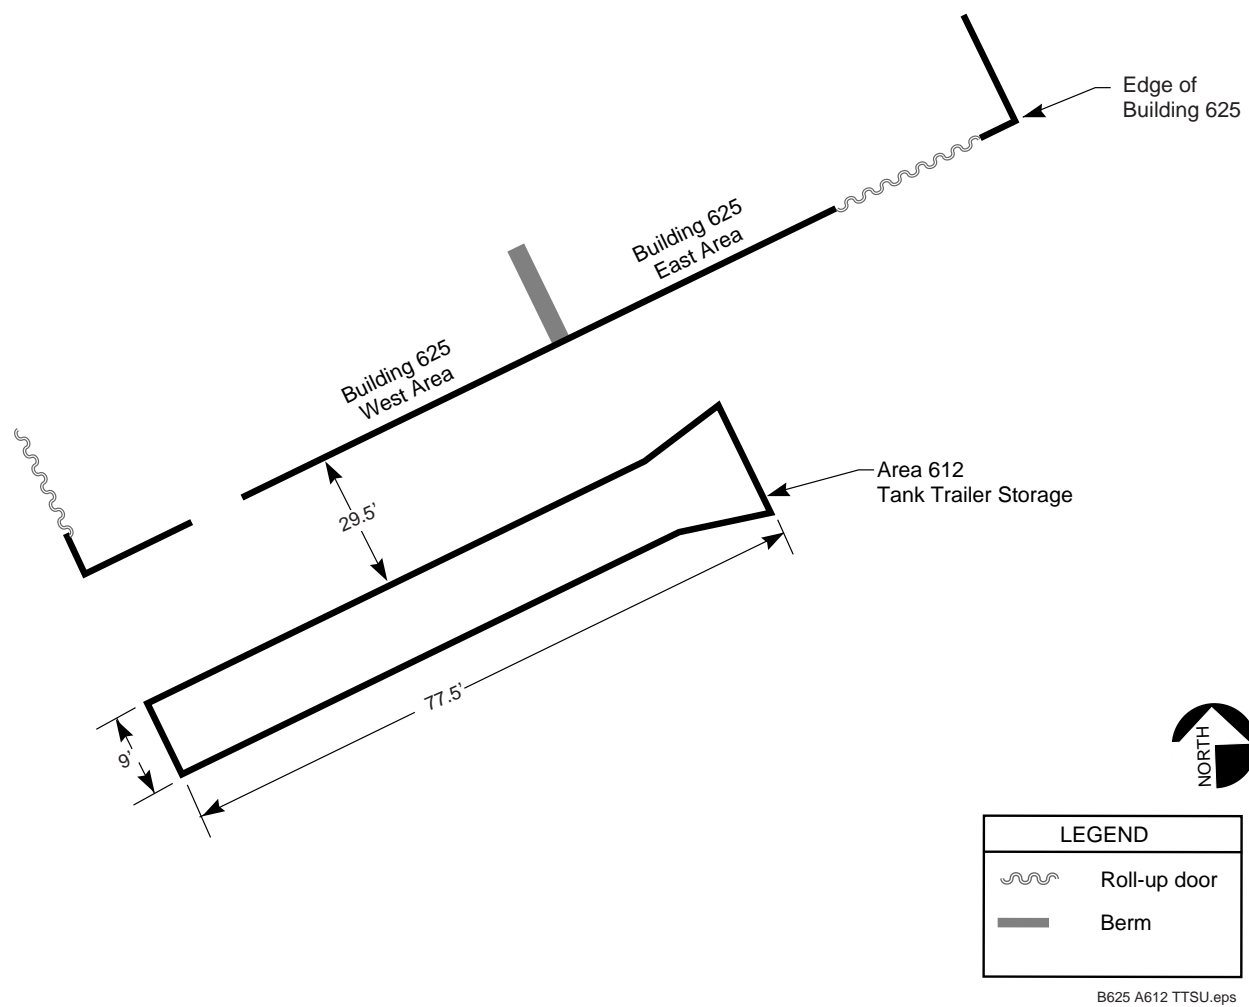 Edge of
Building 625
Building 625
East Area
Building 625
West Area
29.5'
Area 612
Tank Trailer Storage
77.5'
9'
NORTH
LEGEND
Roll-up door
Berm
B625 A612 TTSU.eps